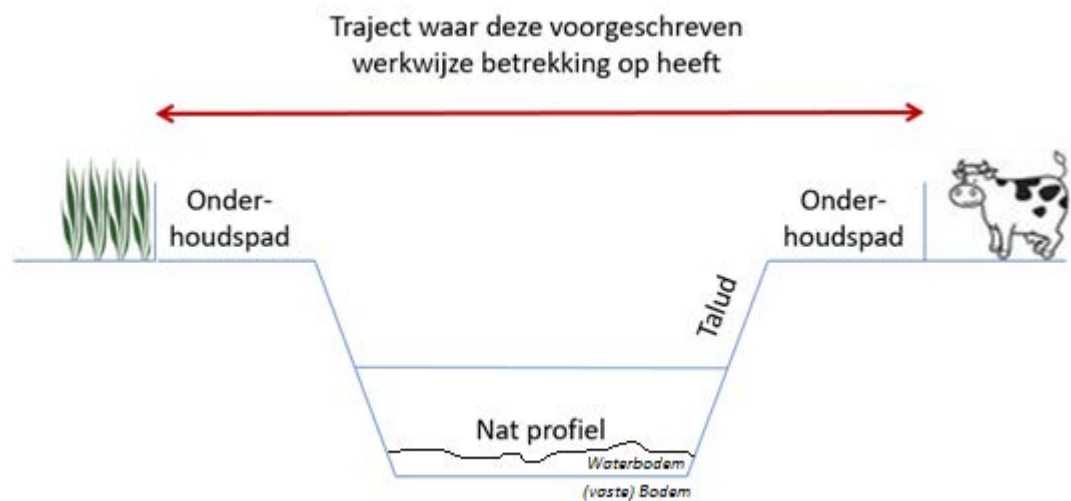 Traject waar deze voorgeschreven
werkwijze betrekking op heeft
Onder-
houdspad
Onder-
houdspad
Talud
Nat profiel
Waterbodem
(vaste) Bodem